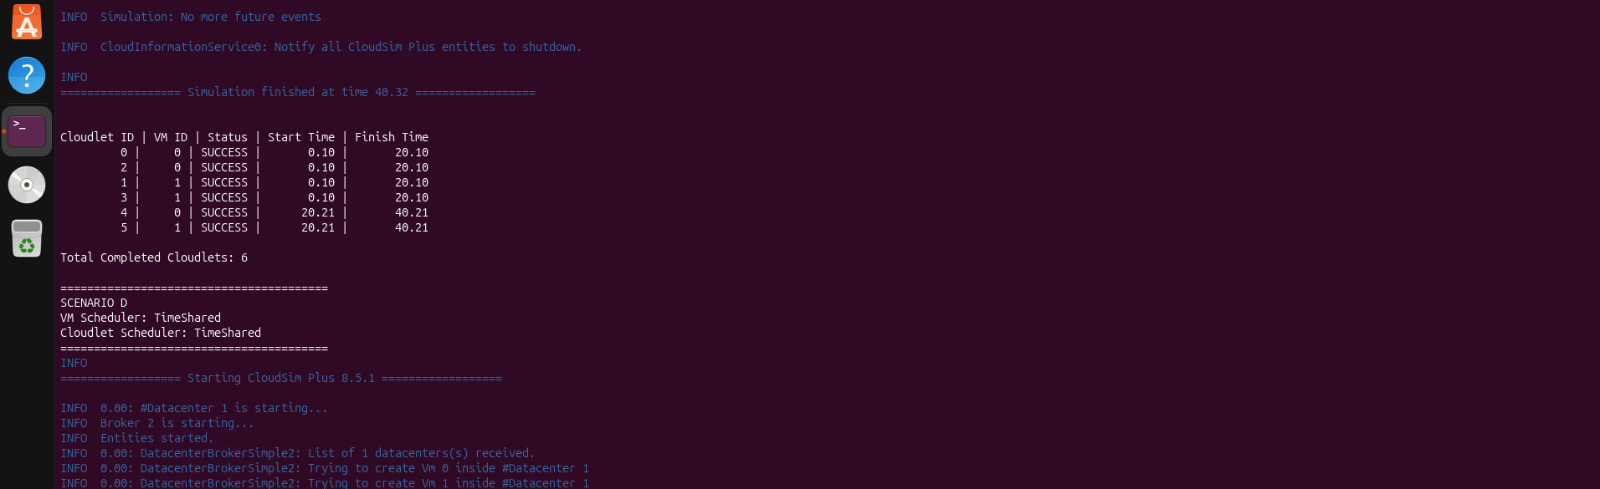 INFO  Simulation: No more future events
INFO  CloudInformationService0: Notify all CloudSim Plus entities to shutdown.
INFO
================== Simulation finished at time 40.32 ==================
Cloudlet ID | VM ID | Status | Start Time | Finish Time
0 | 0 | SUCCESS | 0.10 | 20.10
2 | 0 | SUCCESS | 0.10 | 20.10
1 | 1 | SUCCESS | 0.10 | 20.10
3 | 1 | SUCCESS | 0.10 | 20.10
4 | 0 | SUCCESS | 20.21 | 40.21
5 | 1 | SUCCESS | 20.21 | 40.21
Total Completed Cloudlets: 6
========================================
SCENARIO D
VM Scheduler: TimeShared
Cloudlet Scheduler: TimeShared
========================================
INFO
================== Starting CloudSim Plus 8.5.1 ==================
INFO  0.00: #Datacenter 1 is starting...
INFO  Broker 2 is starting...
INFO  Entities started.
INFO  0.00: DatacenterBrokerSimple2: List of 1 datacenters(s) received.
INFO  0.00: DatacenterBrokerSimple2: Trying to create Vm 0 inside #Datacenter 1
INFO  0.00: DatacenterBrokerSimple2: Trying to create Vm 1 inside #Datacenter 1